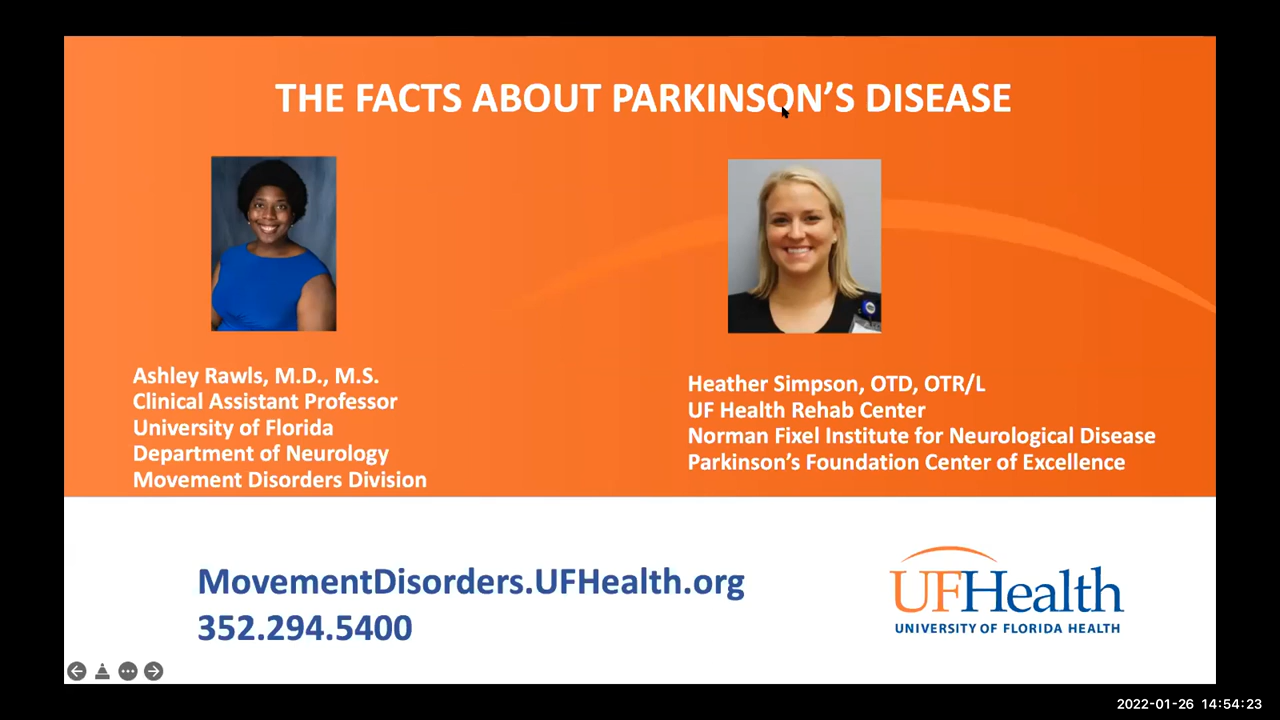 THE FACTS ABOUT PARKINSON'S DISEASE
Ashley Rawls, M.D., M.S.
Clinical Assistant Professor
University of Florida
Department of Neurology
Movement Disorders Division
Heather Simpson, OTD, OTR/L
UF Health Rehab Center
Norman Fixel Institute for Neurological Disease
Parkinson's Foundation Center of Excellence
MovementDisorders.UFHealth.org
352.294.5400
UFHealth
UNIVERSITY OF FLORIDA HEALTH
2022-01-26 14:54:23